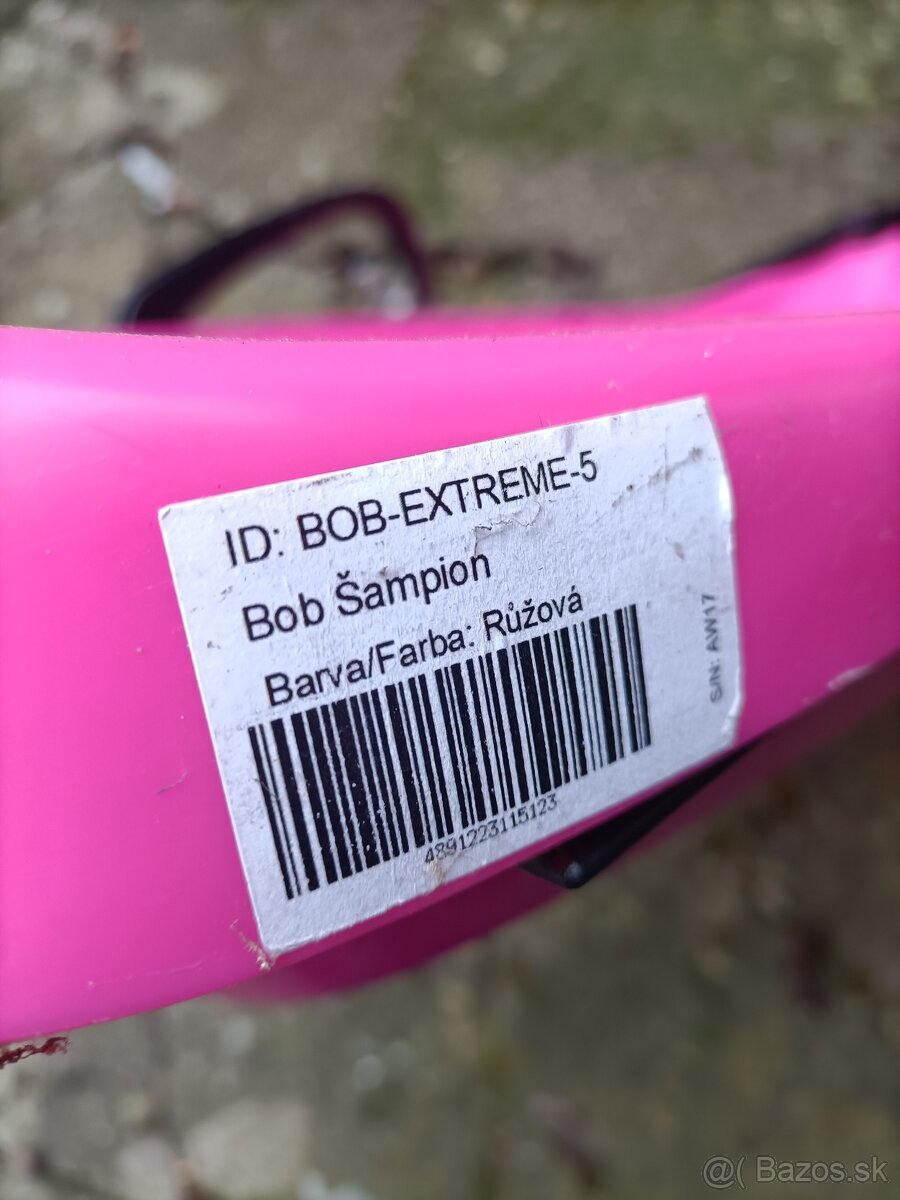 ID: BOB-EXTREME-5
Bob Šampion
Barva/Farba: Růžová
4891223115123
S/N: AW17
@( Bazos.sk